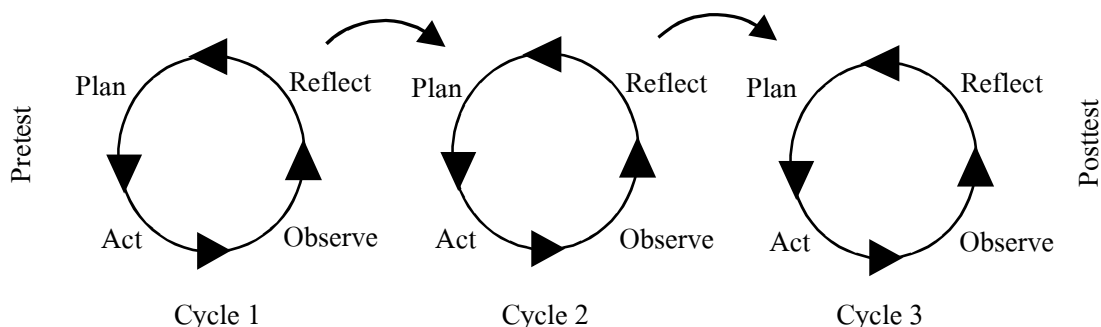 Pretest
Plan
Reflect
Act
Observe
Cycle 1
Plan
Reflect
Act
Observe
Cycle 2
Plan
Reflect
Act
Observe
Cycle 3
Posttest